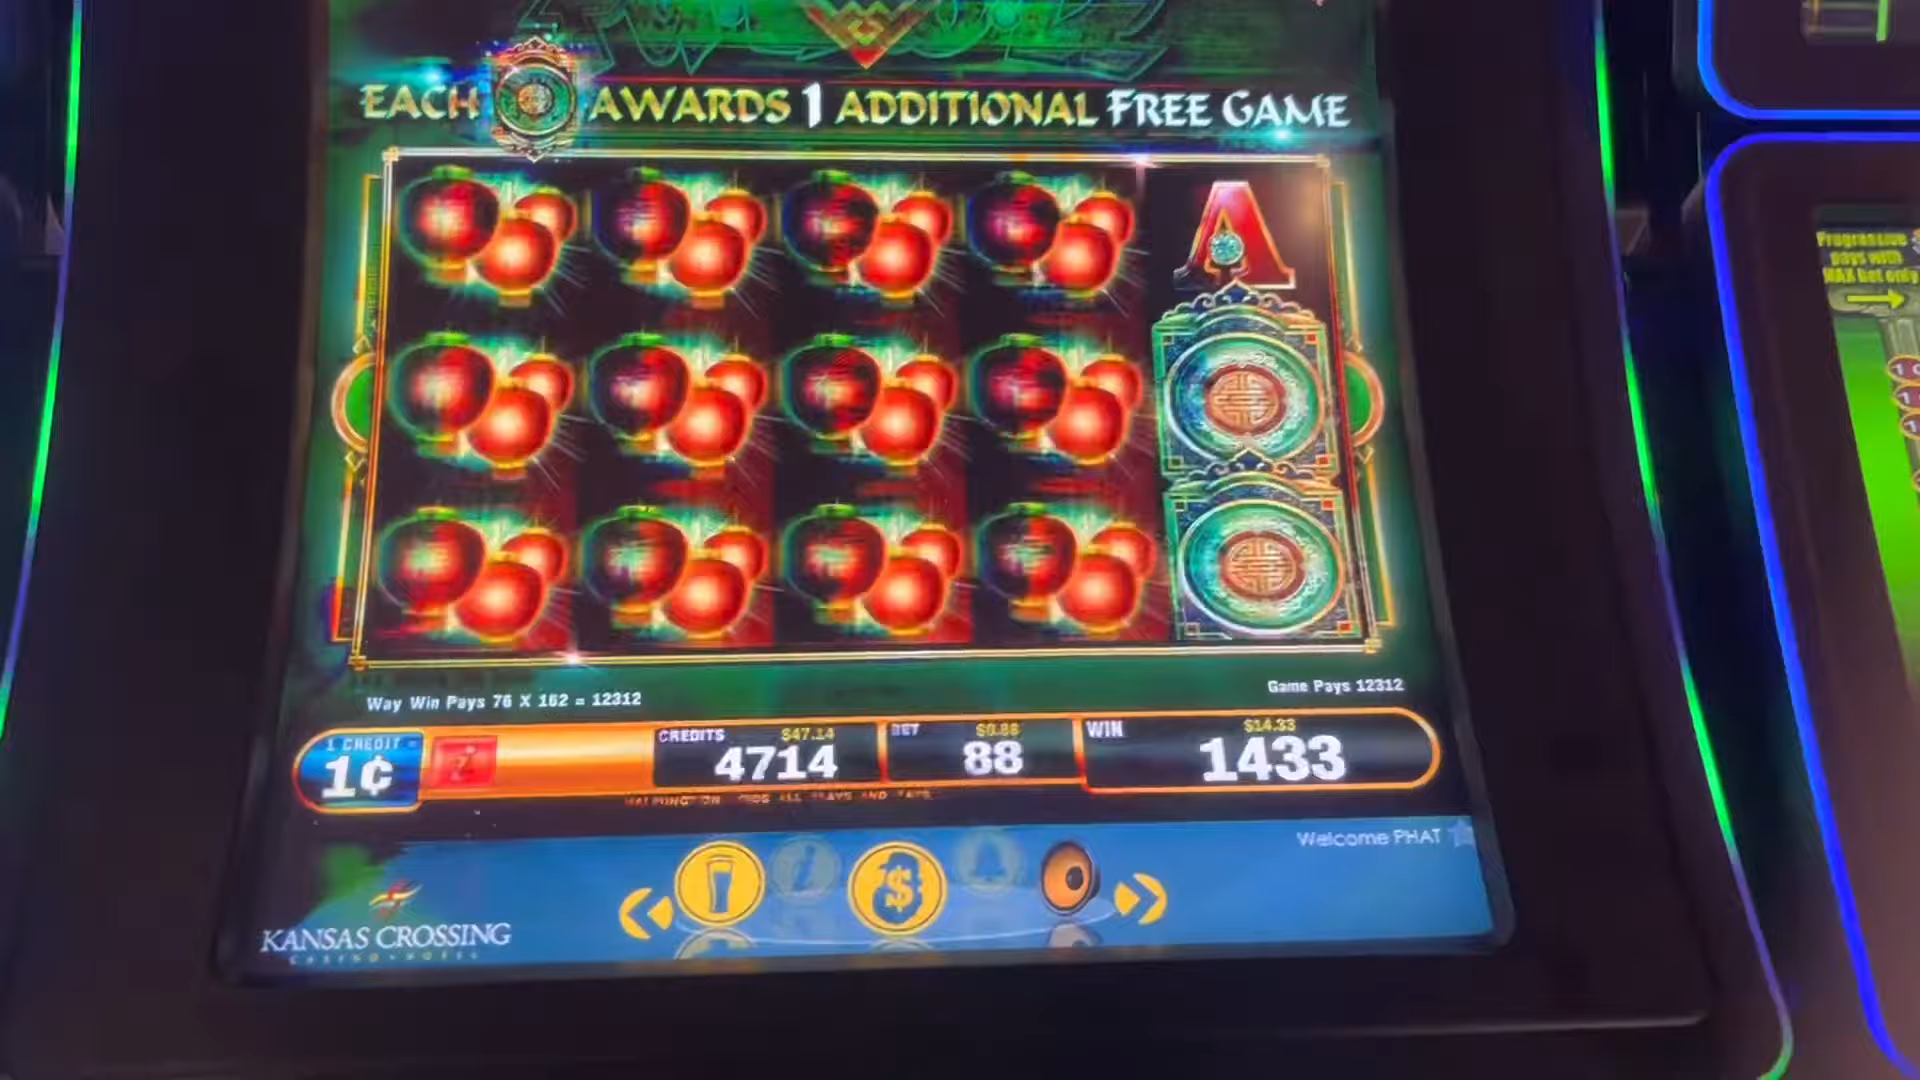 EACH AWARDS 1 ADDITIONAL FREE GAME
A
Way Win Pays 76 X 162 = 12312
Game Pays 12312
1 CREDIT =
1¢
CREDITS $47.14
4714
BET $0.88
88
WIN $14.33
1433
Welcome PHAT
KANSAS CROSSING
CASINO + HOTEL
Progressive
pays with
MAX bet only